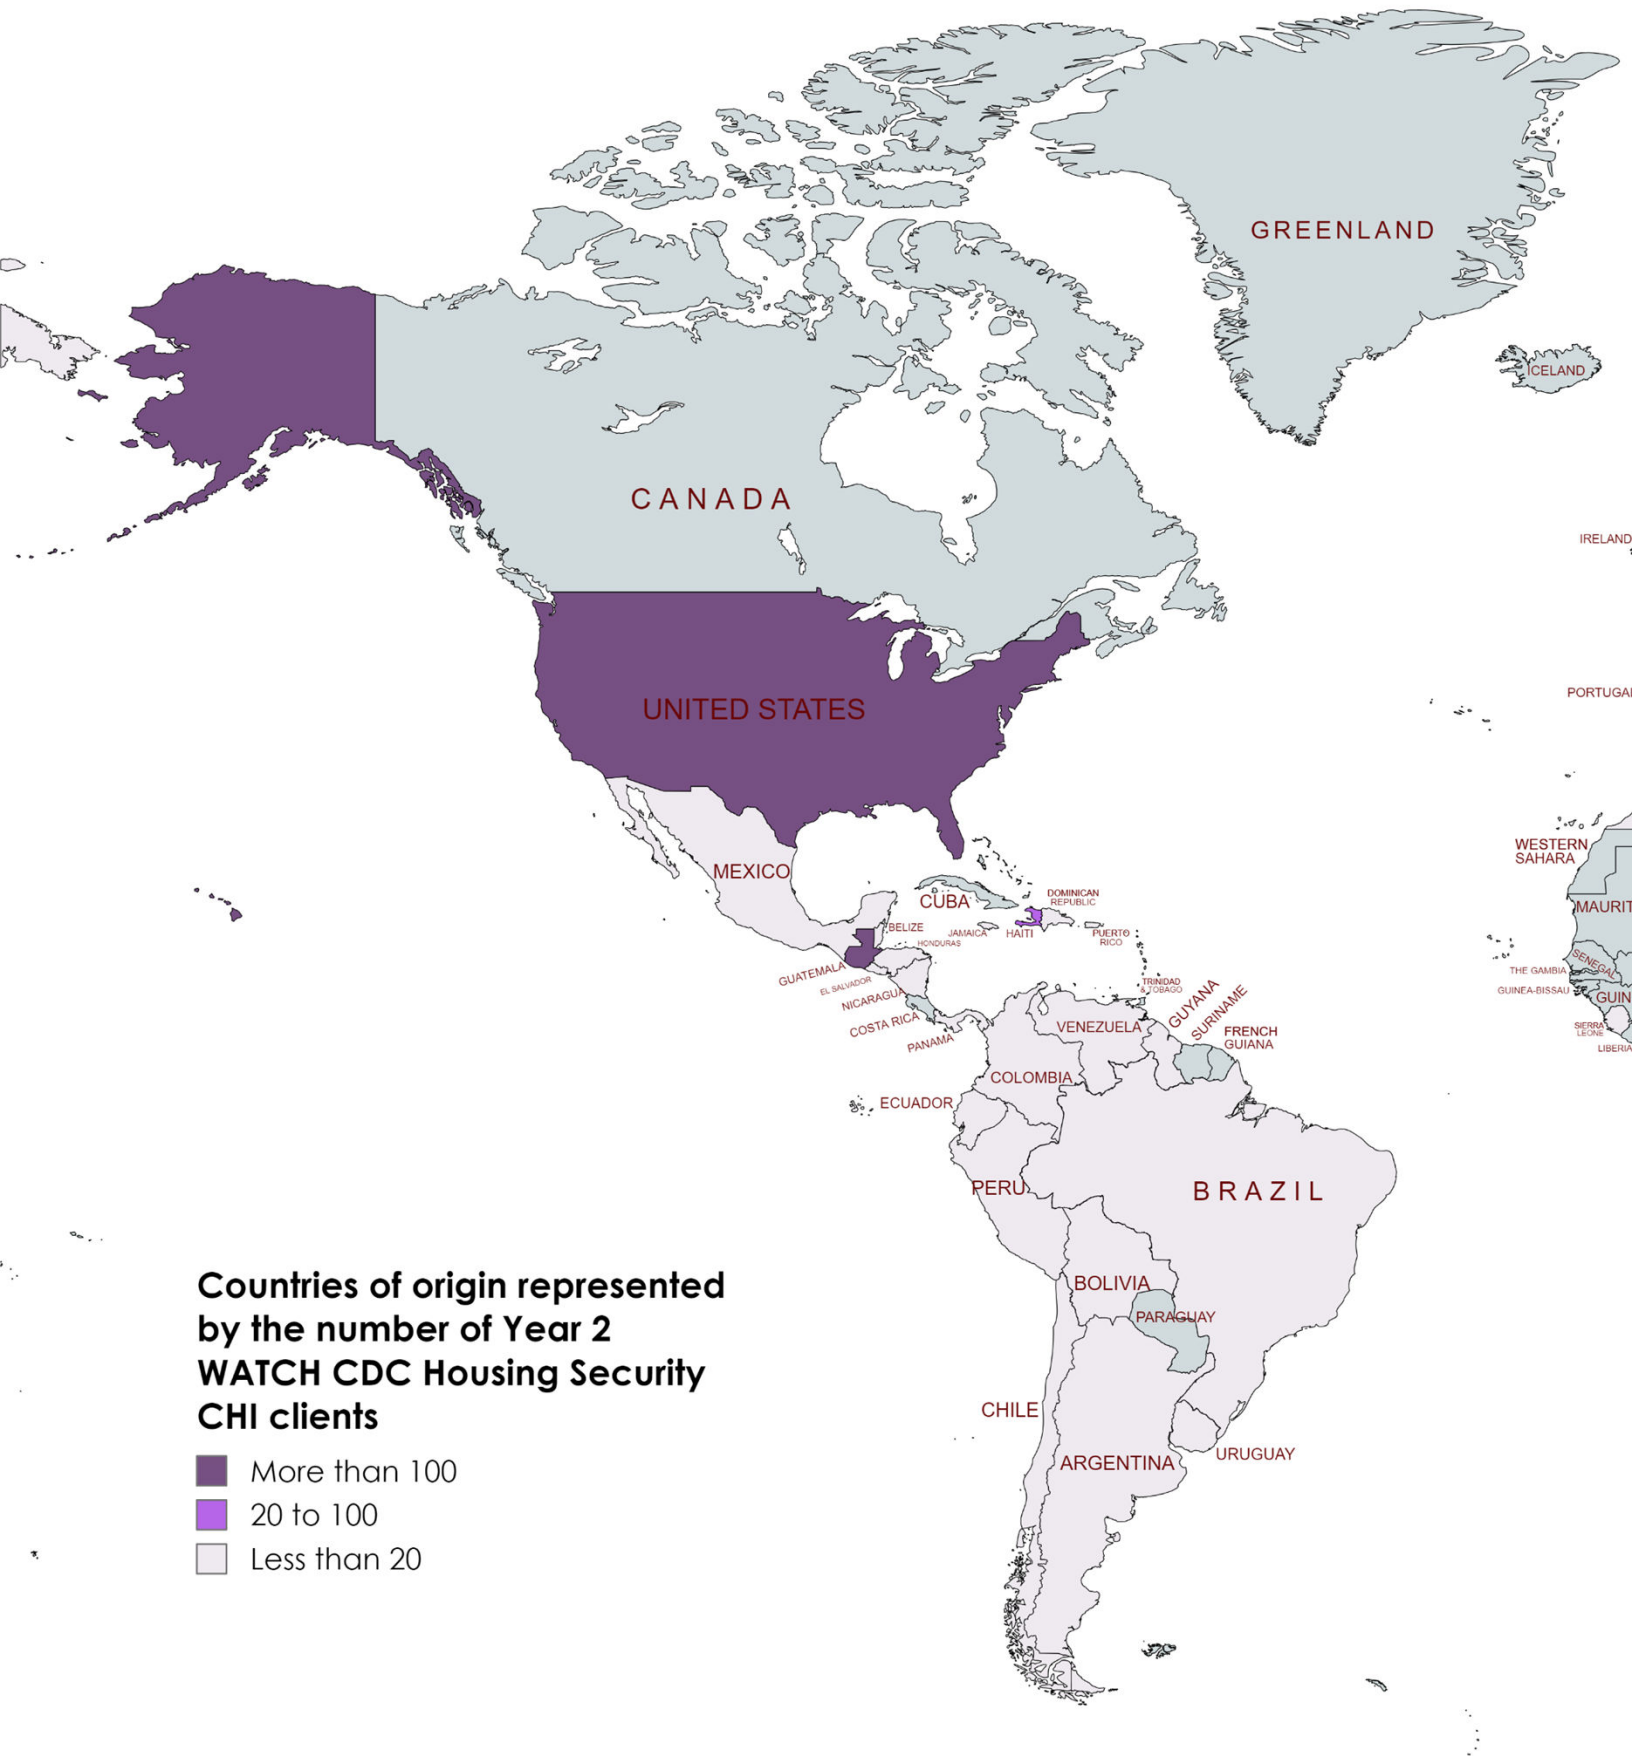 GREENLAND
ICELAND
CANADA
IRELAND
UNITED STATES
PORTUGAL
WESTERN
SAHARA
MEXICO
CUBA
DOMINICAN
REPUBLIC
MAURIT
BELIZE
JAMAICA
HAITI
PUERTO
RICO
HONDURAS
SENEGAL
GUATEMALA
THE GAMBIA
EL SALVADOR
TRINIDAD
& TOBAGO
GUINEA-BISSAU
GUIN
NICARAGUA
GUYANA
SURINAME
COSTA RICA
VENEZUELA
FRENCH
GUIANA
SIERRA
LEONE
PANAMA
LIBERIA
COLOMBIA
ECUADOR
PERU
BRAZIL
BOLIVIA
PARAGUAY
CHILE
URUGUAY
ARGENTINA
Countries of origin represented
by the number of Year 2
WATCH CDC Housing Security
CHI clients
More than 100
20 to 100
Less than 20